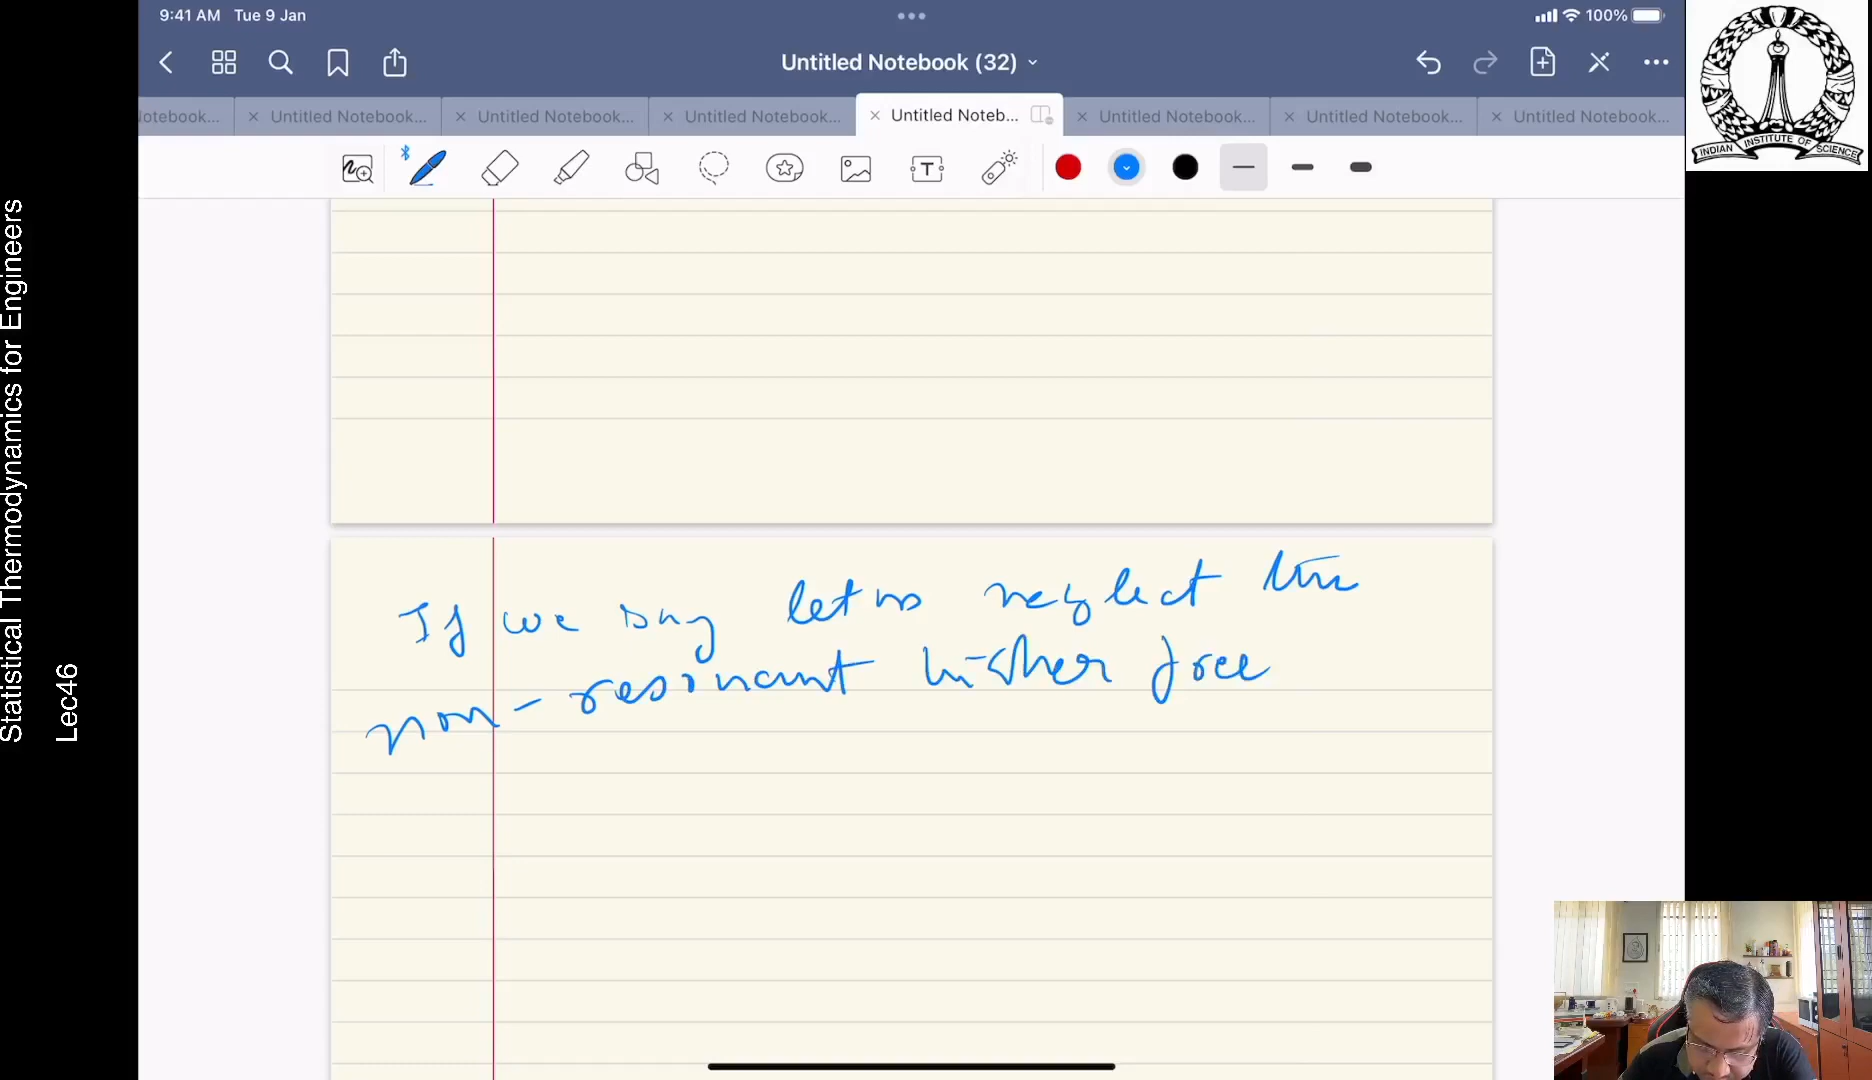 9:41 AM Tue 9 Jan
100%
Untitled Notebook (32)
otebook...
Untitled Notebook...
Untitled Notebook...
Untitled Notebook...
Untitled Noteb...
Untitled Notebook...
Untitled Notebook...
Untitled Notebook...
T
INDIAN INSTITUTE OF SCIENCE
Statistical Thermodynamics for Engineers
Lec46
If we say let us neglect the
non-resonant higher free